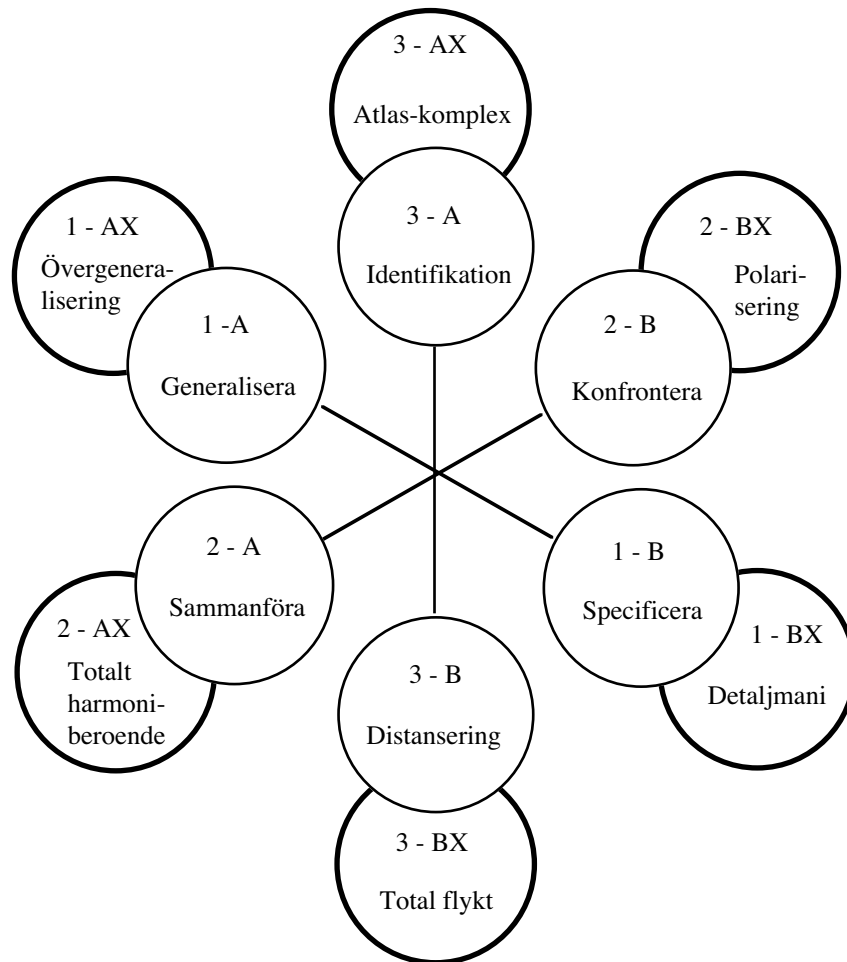 3 - AX
Atlas-komplex
3 - A
Identifikation
1 - AX
Övergenera-
lisering
1 -A
Generalisera
2 - BX
Polari-
sering
2 - B
Konfrontera
2 - A
Sammanföra
2 - AX
Totalt
harmoni-
beroende
1 - B
Specificera
1 - BX
Detaljmani
3 - B
Distansering
3 - BX
Total flykt